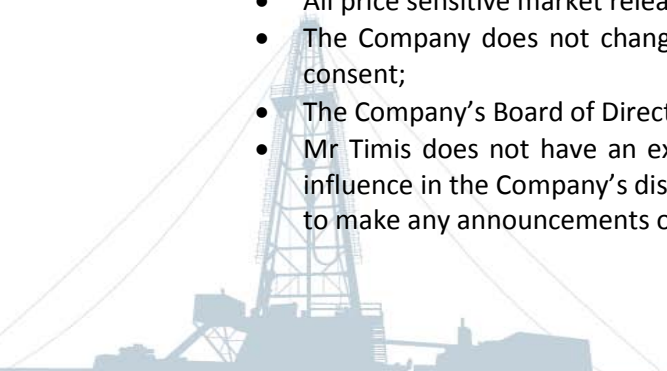 All price sensitive market relea
The Company does not chang
consent;
The Company's Board of Direct
Mr Timis does not have an ex
influence in the Company's dis
to make any announcements o